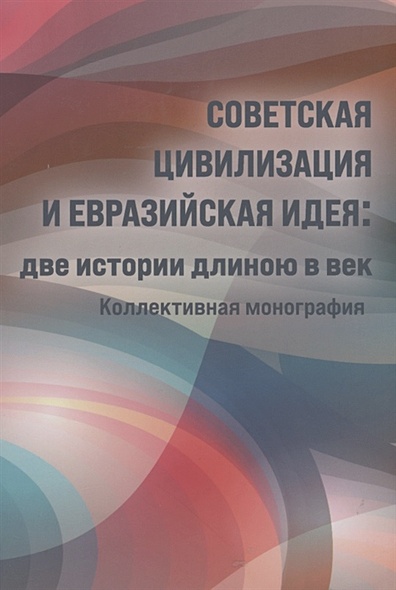 СОВЕТСКАЯ
ЦИВИЛИЗАЦИЯ
И ЕВРАЗИЙСКАЯ ИДЕЯ:
две истории длиною в век
Коллективная монография